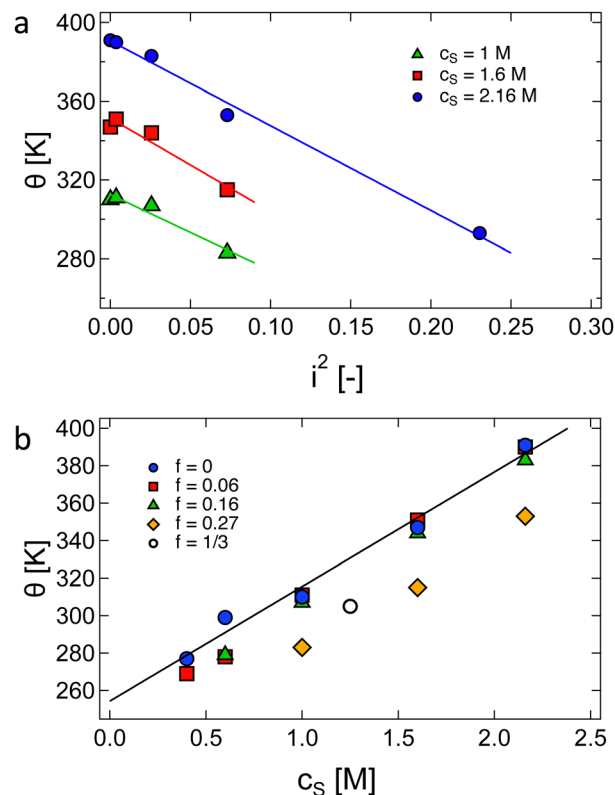 a
400
360
320
280
θ [K]
c_S = 1 M
c_S = 1.6 M
c_S = 2.16 M
0.00 0.05 0.10 0.15 0.20 0.25 0.30
i² [-]
b
400
380
360
340
320
300
280
260
θ [K]
f = 0
f = 0.06
f = 0.16
f = 0.27
f = 1/3
0.0 0.5 1.0 1.5 2.0 2.5
c_S [M]